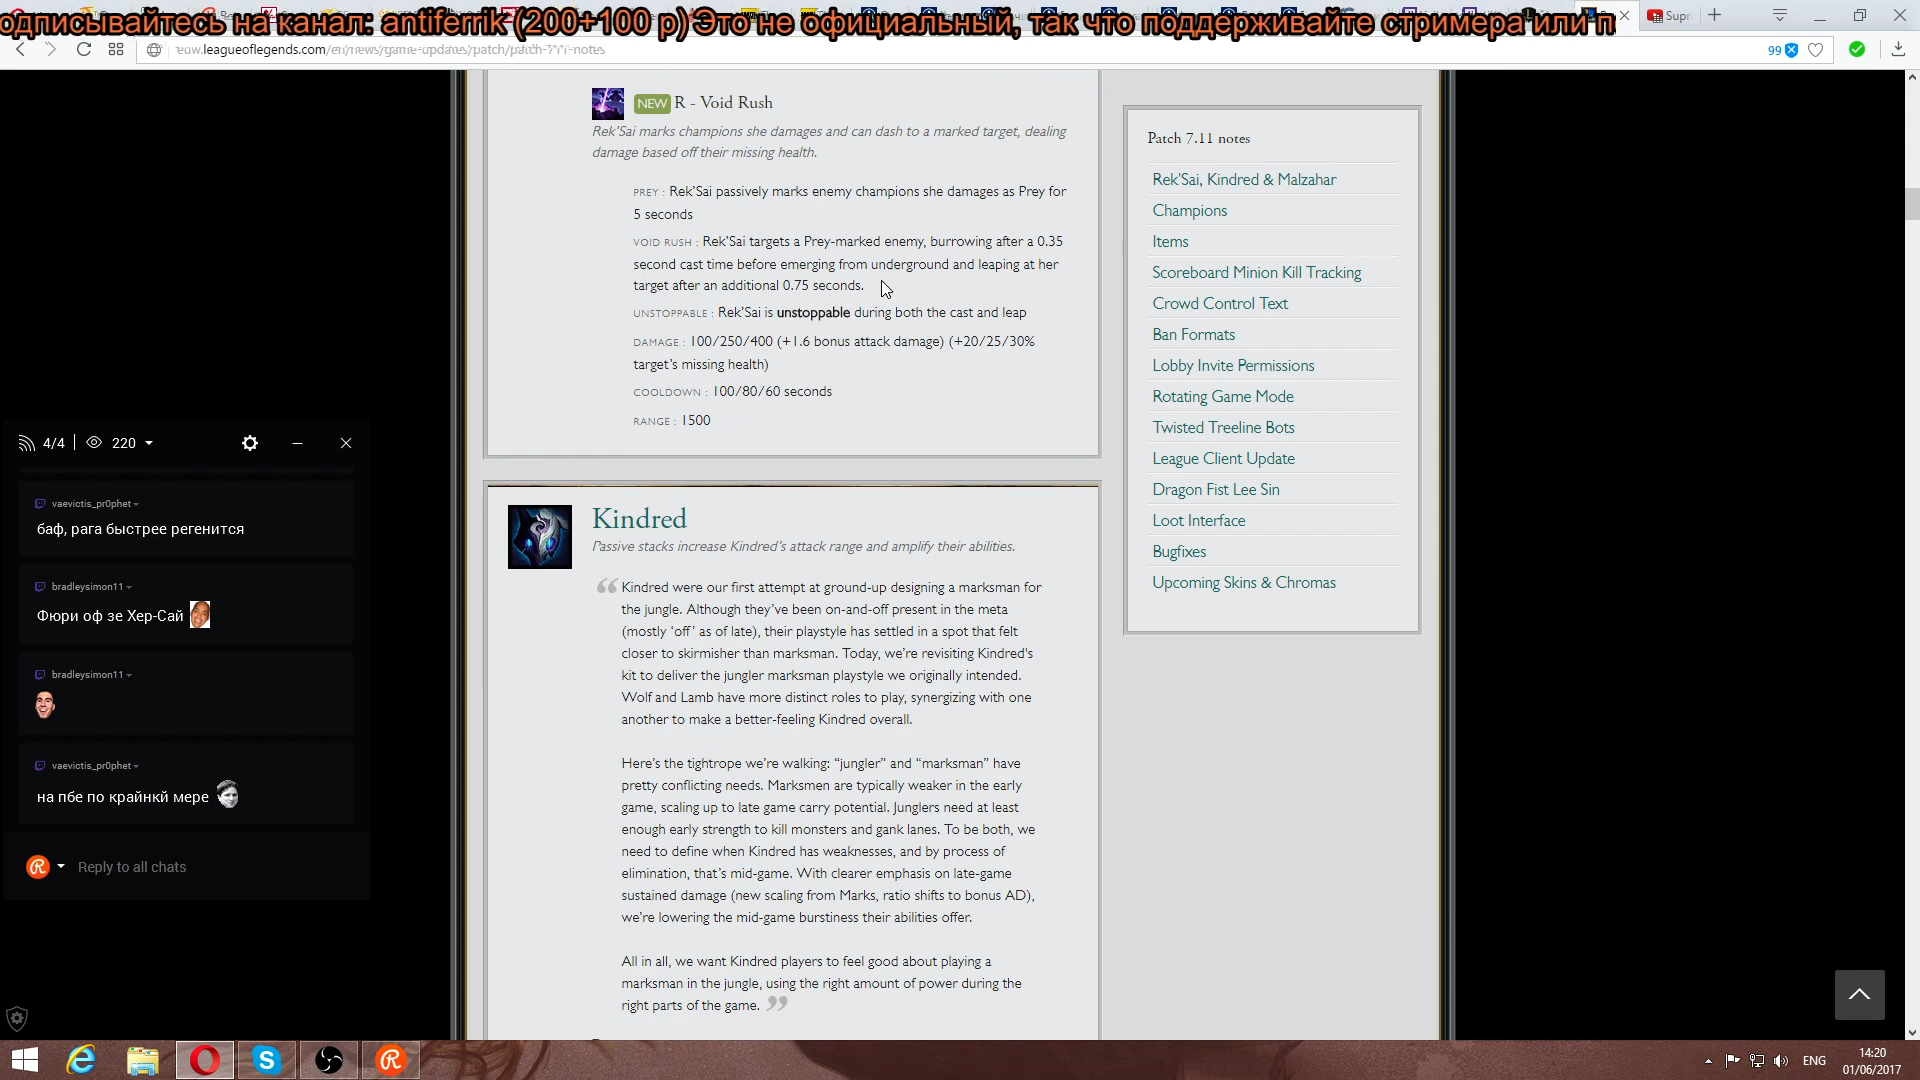 одписывайтесь на канал: antiferrik (200+100 р) Это не официальный, так что поддерживайте стримера или п
Supr
euw.leagueoflegends.com/en/news/game-updates/patch/patch-711-notes
99
NEW R - Void Rush
Rek'Sai marks champions she damages and can dash to a marked target, dealing
damage based off their missing health.
PREY : Rek'Sai passively marks enemy champions she damages as Prey for
5 seconds
VOID RUSH : Rek'Sai targets a Prey-marked enemy, burrowing after a 0.35
second cast time before emerging from underground and leaping at her
target after an additional 0.75 seconds.
UNSTOPPABLE : Rek'Sai is unstoppable during both the cast and leap
DAMAGE : 100/250/400 (+1.6 bonus attack damage) (+20/25/30%
target's missing health)
COOLDOWN : 100/80/60 seconds
RANGE : 1500
Kindred
Passive stacks increase Kindred's attack range and amplify their abilities.
“ Kindred were our first attempt at ground-up designing a marksman for
the jungle. Although they've been on-and-off present in the meta
(mostly ‘off’ as of late), their playstyle has settled in a spot that felt
closer to skirmisher than marksman. Today, we're revisiting Kindred's
kit to deliver the jungler marksman playstyle we originally intended.
Wolf and Lamb have more distinct roles to play, synergizing with one
another to make a better-feeling Kindred overall.
Here's the tightrope we're walking: “jungler” and “marksman” have
pretty conflicting needs. Marksmen are typically weaker in the early
game, scaling up to late game carry potential. Junglers need at least
enough early strength to kill monsters and gank lanes. To be both, we
need to define when Kindred has weaknesses, and by process of
elimination, that's mid-game. With clearer emphasis on late-game
sustained damage (new scaling from Marks, ratio shifts to bonus AD),
we're lowering the mid-game burstiness their abilities offer.
All in all, we want Kindred players to feel good about playing a
marksman in the jungle, using the right amount of power during the
right parts of the game. ”
Patch 7.11 notes
Rek'Sai, Kindred & Malzahar
Champions
Items
Scoreboard Minion Kill Tracking
Crowd Control Text
Ban Formats
Lobby Invite Permissions
Rotating Game Mode
Twisted Treeline Bots
League Client Update
Dragon Fist Lee Sin
Loot Interface
Bugfixes
Upcoming Skins & Chromas
4/4 220
vaevictis_pr0phet
баф, рага быстрее регенится
bradleysimon11
Фюри оф зе Хер-Сай
bradleysimon11
vaevictis_pr0phet
на пбе по крайнкй мере
Reply to all chats
ENG
14:20
01/06/2017